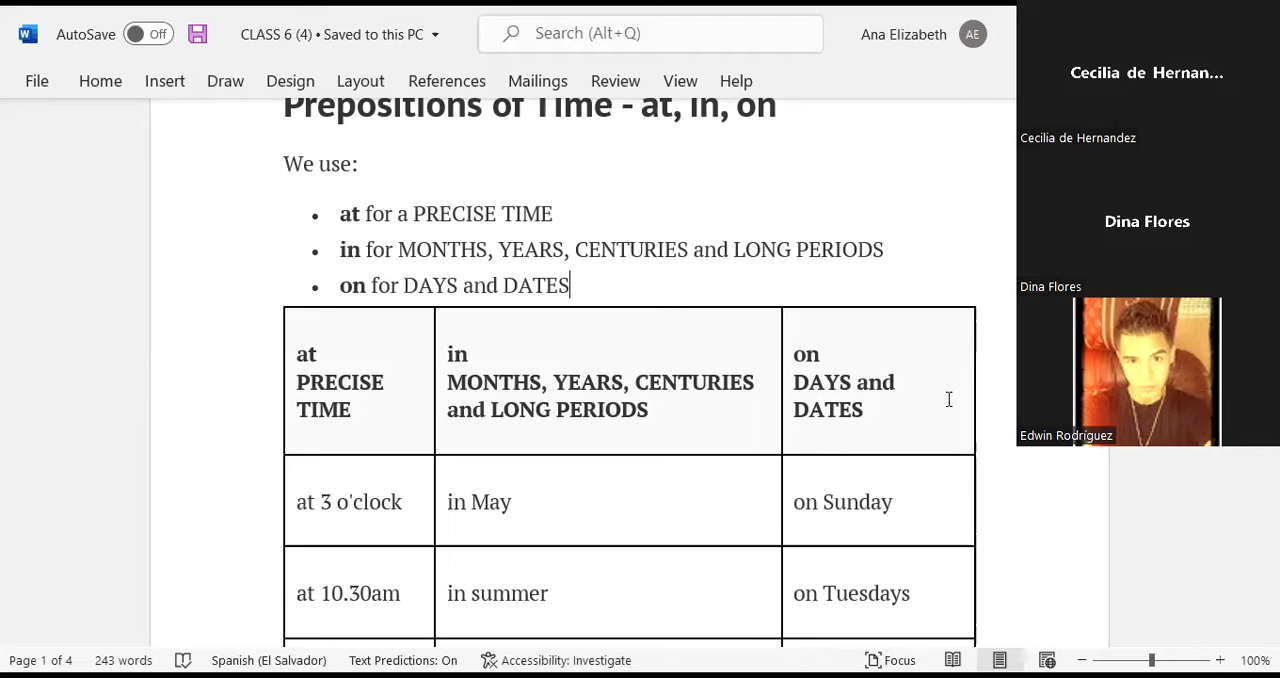 AutoSave Off CLASS 6 (4) • Saved to this PC Search (Alt+Q) Ana Elizabeth AE
File Home Insert Draw Design Layout References Mailings Review View Help
Prepositions of Time - at, in, on
We use:
• at for a PRECISE TIME
• in for MONTHS, YEARS, CENTURIES and LONG PERIODS
• on for DAYS and DATES
at
PRECISE
TIME
in
MONTHS, YEARS, CENTURIES
and LONG PERIODS
on
DAYS and
DATES
at 3 o'clock in May on Sunday
at 10.30am in summer on Tuesdays
Page 1 of 4 243 words Spanish (El Salvador) Text Predictions: On Accessibility: Investigate Focus 100%
Cecilia de Hernan...
Cecilia de Hernandez
Dina Flores
Dina Flores
Edwin Rodríguez